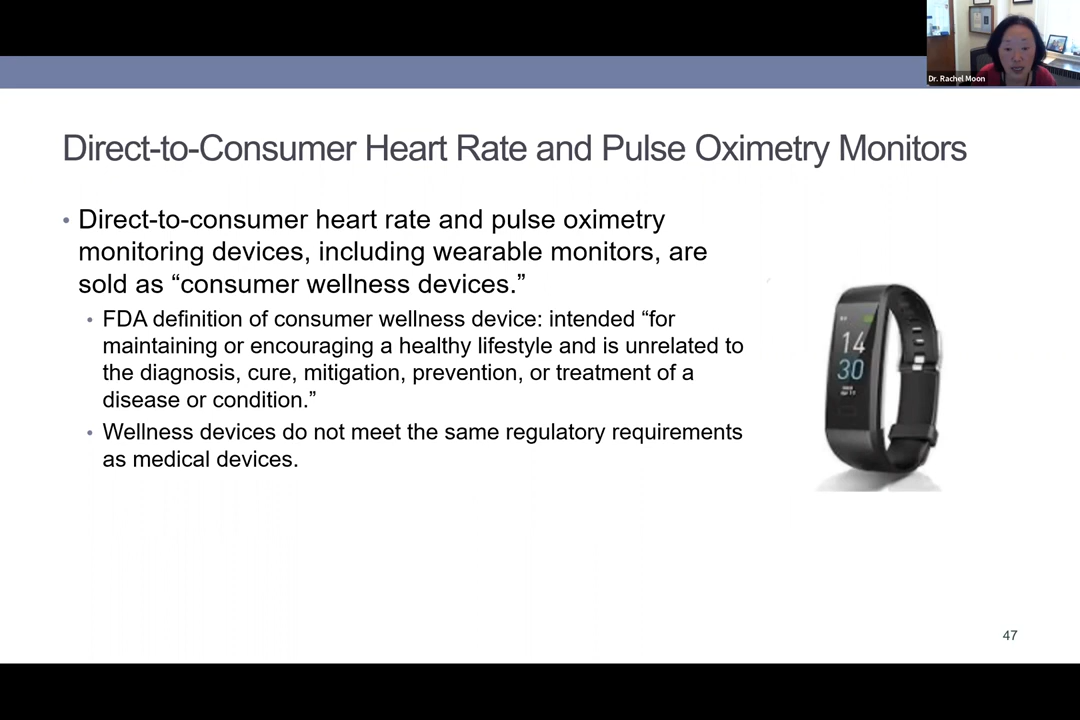 Dr. Rachel Moon
Direct-to-Consumer Heart Rate and Pulse Oximetry Monitors
• Direct-to-consumer heart rate and pulse oximetry
monitoring devices, including wearable monitors, are
sold as “consumer wellness devices.”
• FDA definition of consumer wellness device: intended “for
maintaining or encouraging a healthy lifestyle and is unrelated to
the diagnosis, cure, mitigation, prevention, or treatment of a
disease or condition.”
• Wellness devices do not meet the same regulatory requirements
as medical devices.
14
30
47